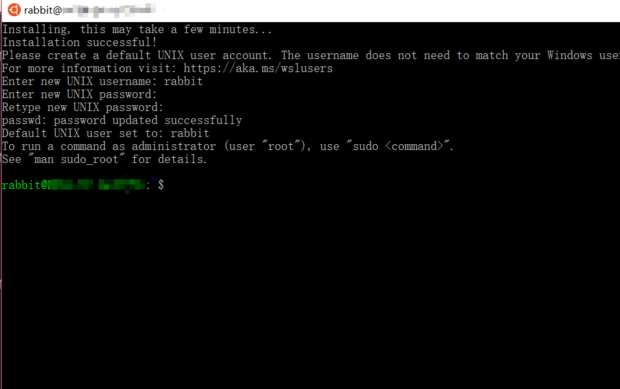 rabbit@
Installing, this may take a few minutes...
Installation successful!
Please create a default UNIX user account. The username does not need to match your Windows use
For more information visit: https://aka.ms/wslusers
Enter new UNIX username: rabbit
Enter new UNIX password:
Retype new UNIX password:
passwd: password updated successfully
Default UNIX user set to: rabbit
To run a command as administrator (user "root"), use "sudo <command>".
See "man sudo_root" for details.
rabbit@ : $